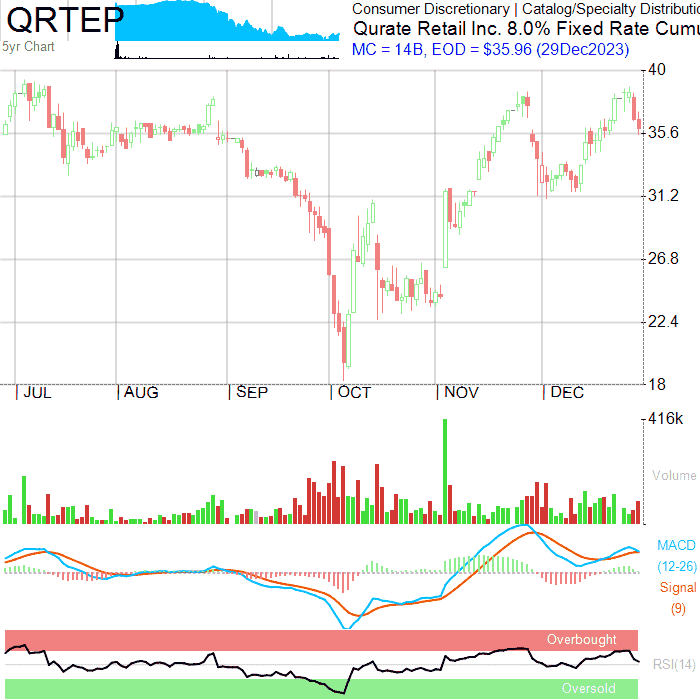 QRTEP
5yr Chart
Consumer Discretionary | Catalog/Specialty Distributio
Qurate Retail Inc. 8.0% Fixed Rate Cumu
MC = 14B, EOD = $35.96 (29Dec2023)
40
35.6
31.2
26.8
22.4
18
JUL AUG SEP OCT NOV DEC
416k
Volume
MACD
(12-26)
Signal
(9)
Overbought
RSI(14)
Oversold